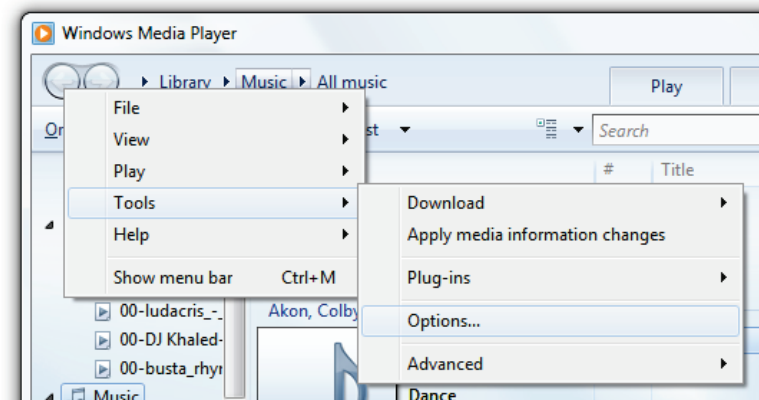 Windows Media Player
Library Music All music
Play
Search
File
View
Play
Tools
Help
Show menu bar Ctrl+M
# Title
Download
Apply media information changes
Plug-ins
Options...
Advanced
00-ludacris_-_
00-DJ Khaled-
00-busta_rhyr
Music
Akon, Colby
Dance